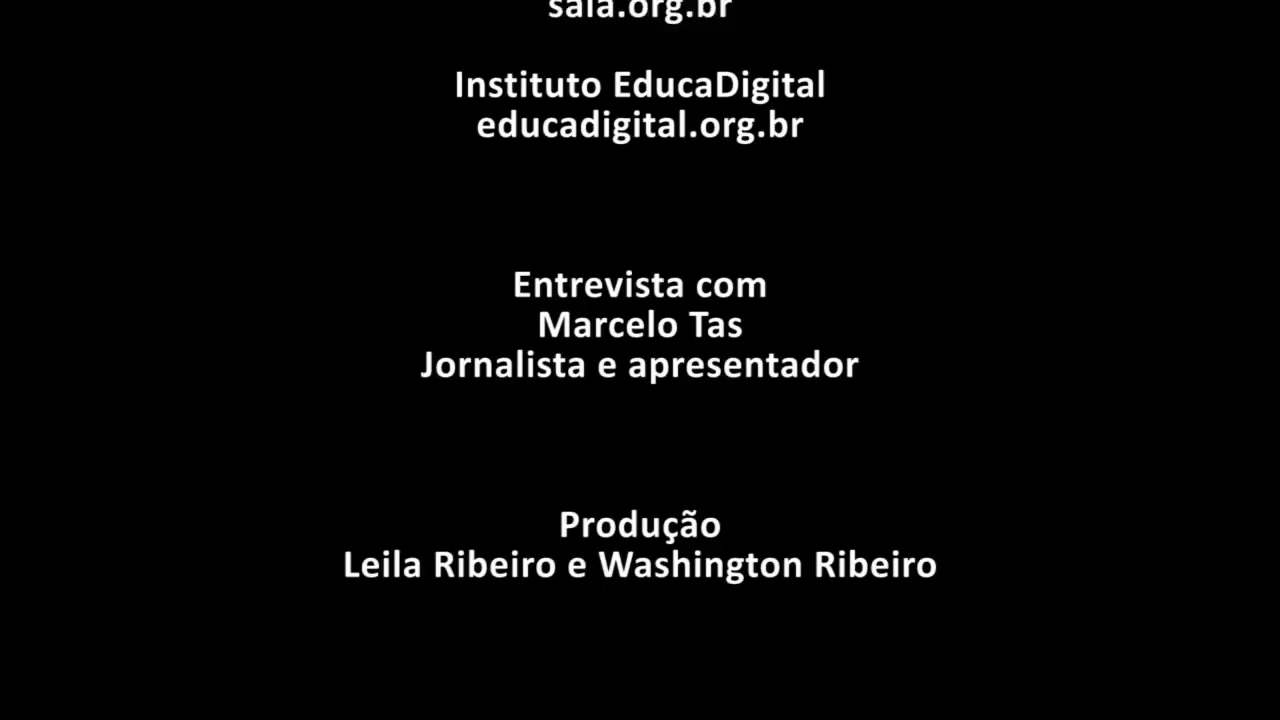 sala.org.br
Instituto EducaDigital
educadigital.org.br
Entrevista com
Marcelo Tas
Jornalista e apresentador
Produção
Leila Ribeiro e Washington Ribeiro